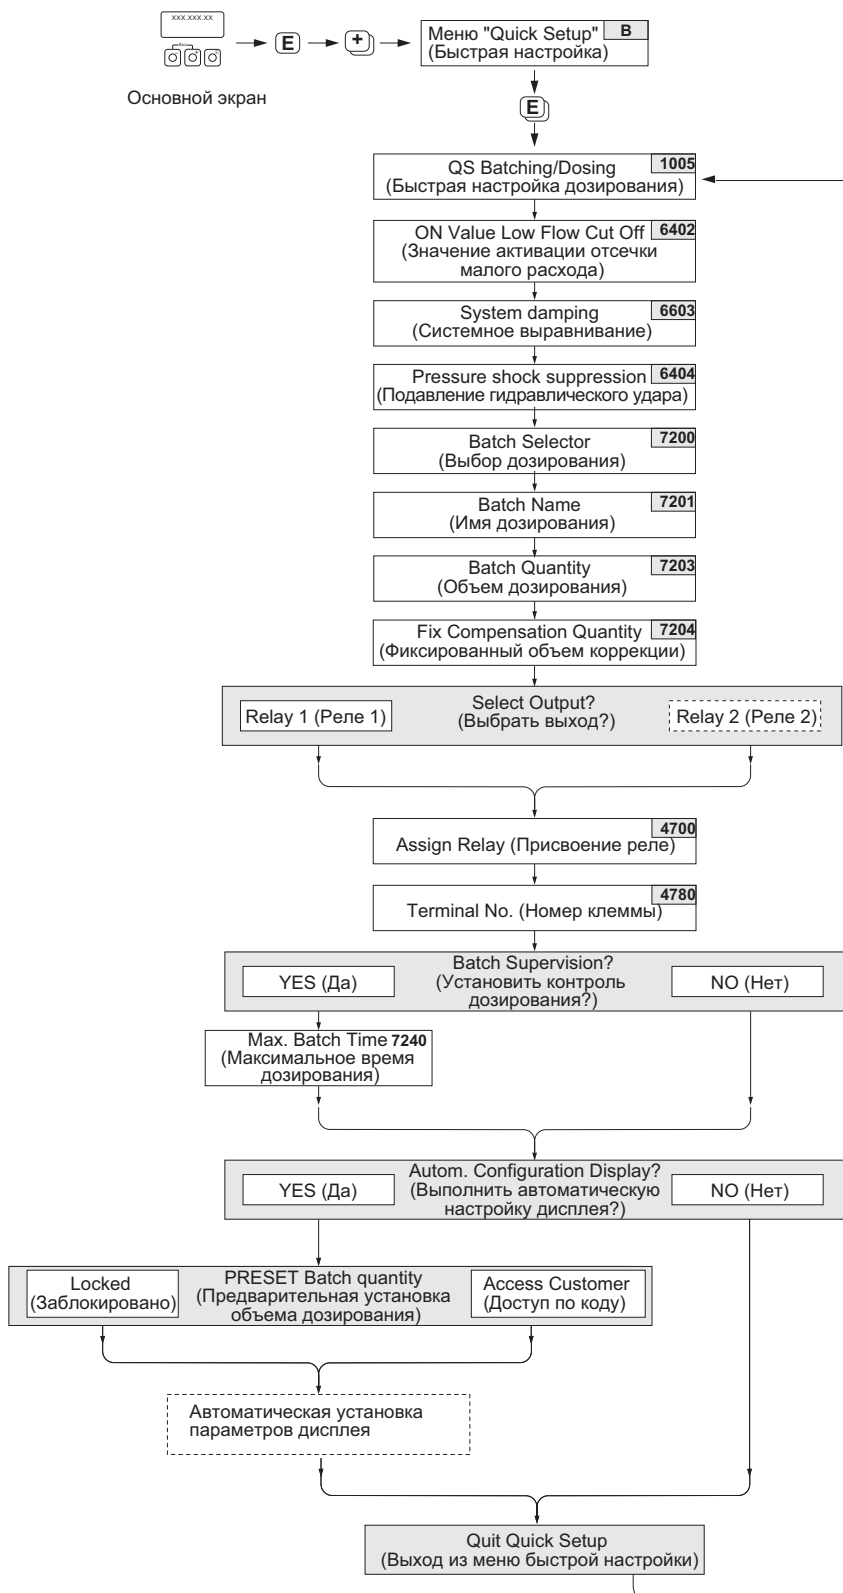 xxx.xxx.xx
Esc
E
+
Меню "Quick Setup" B
(Быстрая настройка)
Основной экран
E
QS Batching/Dosing 1005
(Быстрая настройка дозирования)
ON Value Low Flow Cut Off 6402
(Значение активации отсечки
малого расхода)
System damping 6603
(Системное выравнивание)
Pressure shock suppression 6404
(Подавление гидравлического удара)
Batch Selector 7200
(Выбор дозирования)
Batch Name 7201
(Имя дозирования)
Batch Quantity 7203
(Объем дозирования)
Fix Compensation Quantity 7204
(Фиксированный объем коррекции)
Select Output?
(Выбрать выход?)
Relay 1 (Реле 1)
Relay 2 (Реле 2)
4700
Assign Relay (Присвоение реле)
4780
Terminal No. (Номер клеммы)
Batch Supervision?
(Установить контроль
дозирования?)
YES (Да)
NO (Нет)
Max. Batch Time 7240
(Максимальное время
дозирования)
Autom. Configuration Display?
(Выполнить автоматическую
настройку дисплея?)
YES (Да)
NO (Нет)
PRESET Batch quantity
(Предварительная установка
объема дозирования)
Locked
(Заблокировано)
Access Customer
(Доступ по коду)
Автоматическая установка
параметров дисплея
Quit Quick Setup
(Выход из меню быстрой настройки)